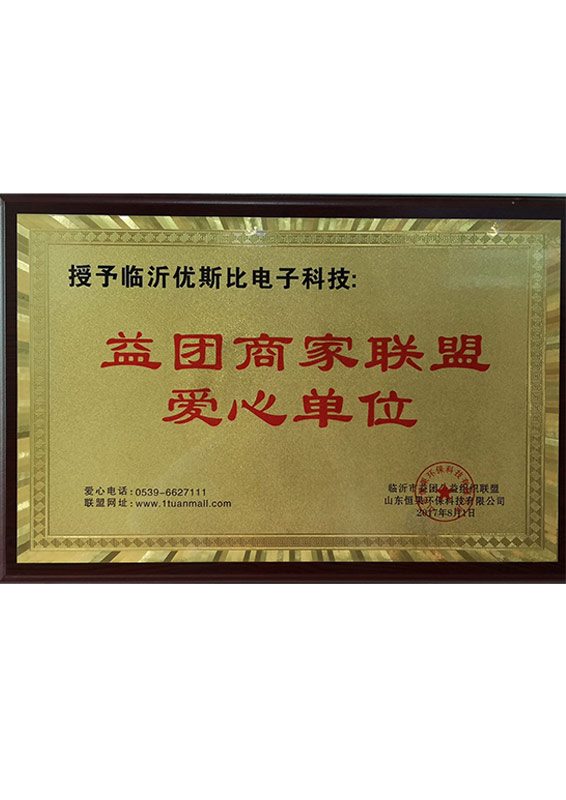 授予临沂优斯比电子科技:
益团商家联盟
爱心单位
爱心电话:0539-6627111
联盟网址:www.1tuanmall.com
临沂市益团公益组织联盟
山东恒 环保科技有限公司
2017年8月1日